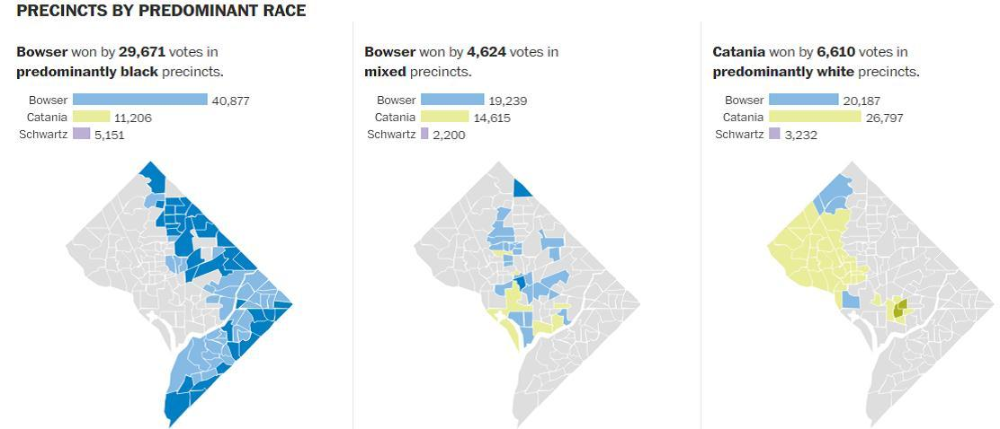 PRECINCTS BY PREDOMINANT RACE
Bowser won by 29,671 votes in
predominantly black precincts.
Bowser 40,877
Catania 11,206
Schwartz 5,151
Bowser won by 4,624 votes in
mixed precincts.
Bowser 19,239
Catania 14,615
Schwartz 2,200
Catania won by 6,610 votes in
predominantly white precincts.
Bowser 20,187
Catania 26,797
Schwartz 3,232